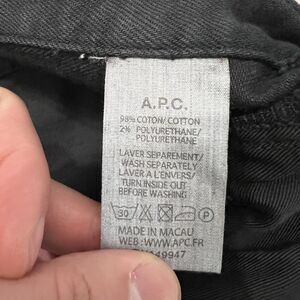 A.P.C.
98% COTON/COTTON
2% POLYURETHANE/
POLYURETHANE
LAVER SEPAREMENT/
WASH SEPARATELY
LAVER A L'ENVERS/
TURN INSIDE OUT
BEFORE WASHING
30 P
MADE IN MACAU
WEB:WWW.APC.FR